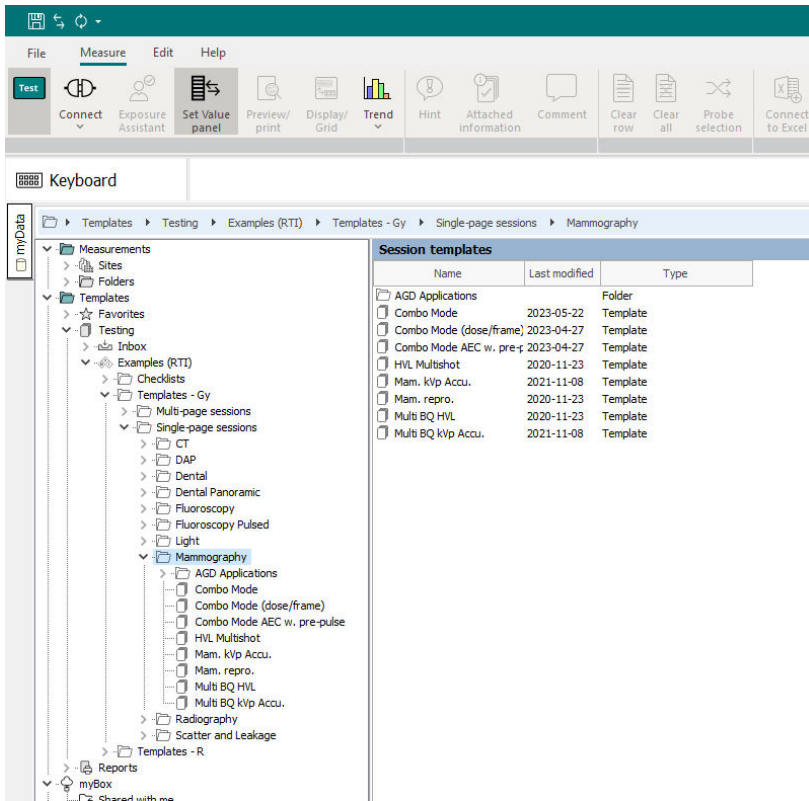 File Measure Edit Help
Test
Connect
Exposure Assistant
Set Value panel
Preview/ print
Display/ Grid
Trend
Hint
Attached information
Comment
Clear row
Clear all
Probe selection
Connect to Excel
Keyboard
myData
Templates Testing Examples (RTI) Templates - Gy Single-page sessions Mammography
Measurements
Sites
Folders
Templates
Favorites
Testing
Inbox
Examples (RTI)
Checklists
Templates - Gy
Multi-page sessions
Single-page sessions
CT
DAP
Dental
Dental Panoramic
Fluoroscopy
Fluoroscopy Pulsed
Light
Mammography
AGD Applications
Combo Mode
Combo Mode (dose/frame)
Combo Mode AEC w. pre-pulse
HVL Multishot
Mam. kVp Accu.
Mam. repro.
Multi BQ HVL
Multi BQ kVp Accu.
Radiography
Scatter and Leakage
Templates - R
Reports
myBox
Shared with me
Session templates
Name Last modified Type
AGD Applications Folder
Combo Mode 2023-05-22 Template
Combo Mode (dose/frame) 2023-04-27 Template
Combo Mode AEC w. pre-p 2023-04-27 Template
HVL Multishot 2020-11-23 Template
Mam. kVp Accu. 2021-11-08 Template
Mam. repro. 2020-11-23 Template
Multi BQ HVL 2020-11-23 Template
Multi BQ kVp Accu. 2021-11-08 Template